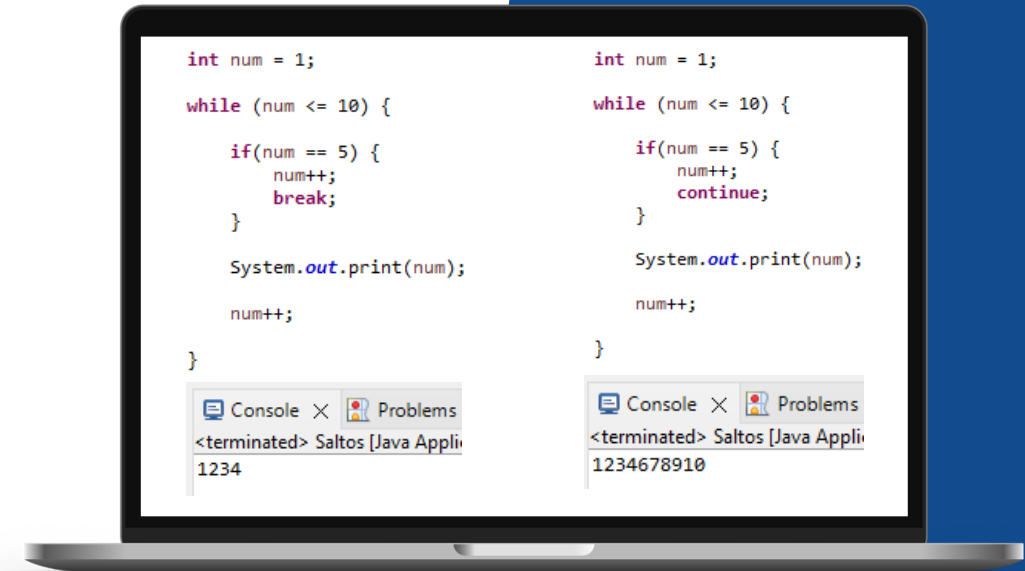 int num = 1;
while (num <= 10) {
if(num == 5) {
num++;
break;
}
System.out.print(num);
num++;
}
Console
Problems
<terminated> Saltos [Java Appli
1234
int num = 1;
while (num <= 10) {
if(num == 5) {
num++;
continue;
}
System.out.print(num);
num++;
}
Console
Problems
<terminated> Saltos [Java Appli
1234678910